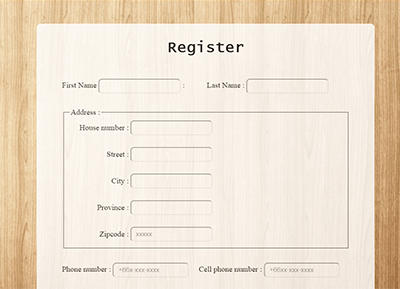 Register
First Name : Last Name :
Address :
House number :
Street :
City :
Province :
Zipcode : xxxxx
Phone number : +66x-xxx-xxxx Cell phone number : +66xx-xxx-xxxx